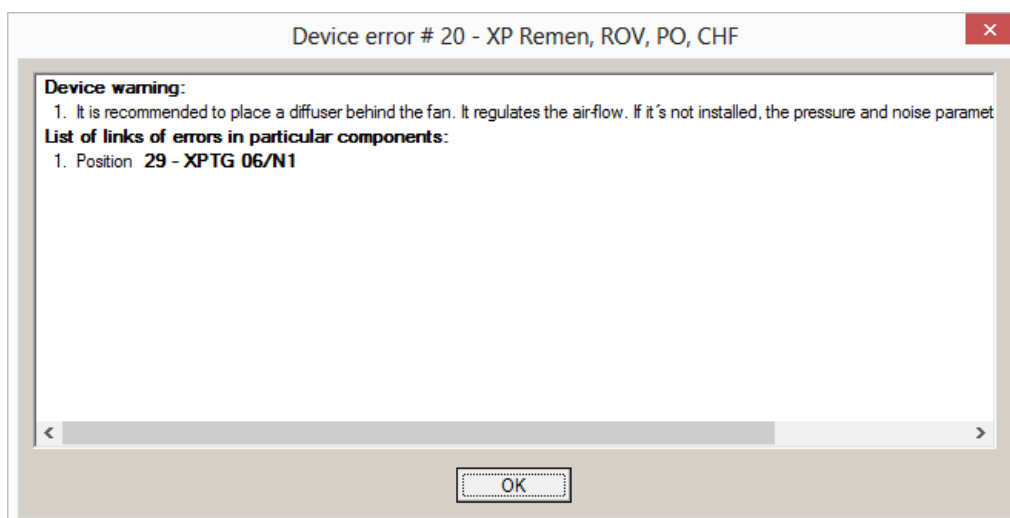 Device error # 20 - XP Remen, ROV, PO, CHF
Device warning:
1. It is recommended to place a diffuser behind the fan. It regulates the air-flow. If it´s not installed, the pressure and noise paramet
List of links of errors in particular components:
1. Position 29 - XPTG 06/N1
OK